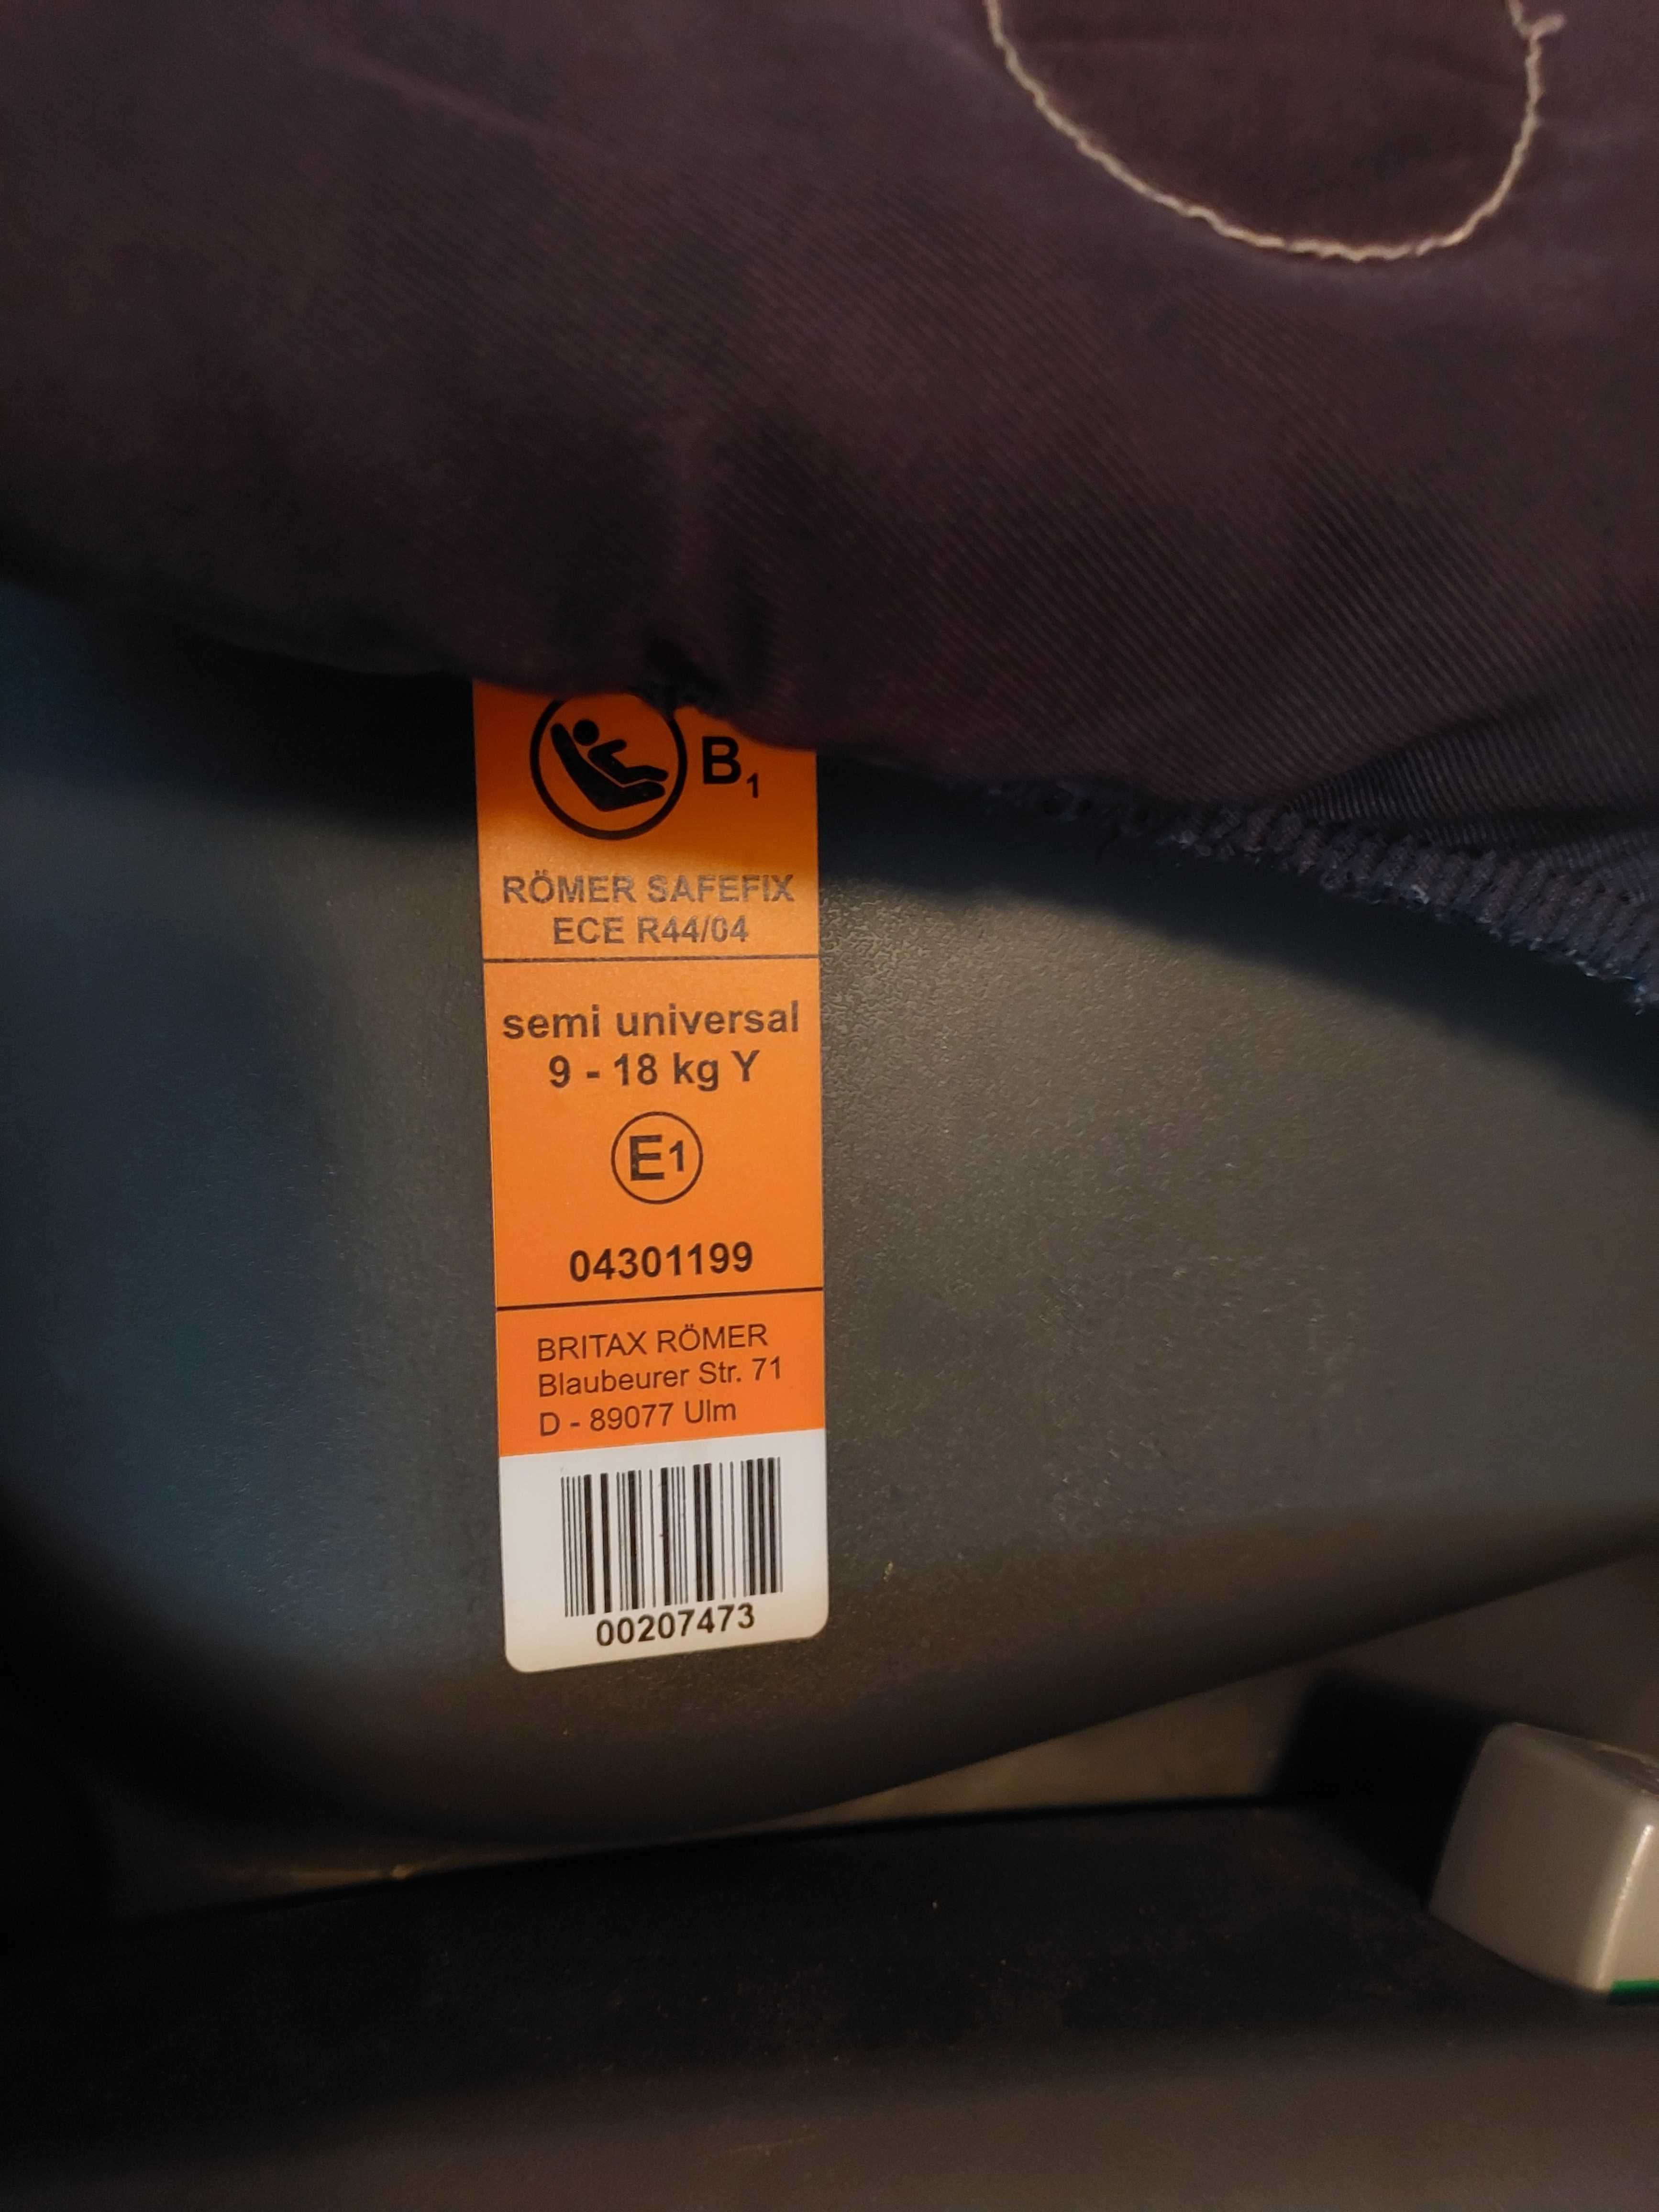 B1
RÖMER SAFEFIX
ECE R44/04
semi universal
9 - 18 kg Y
E1
04301199
BRITAX RÖMER
Blaubeurer Str. 71
D - 89077 Ulm
00207473